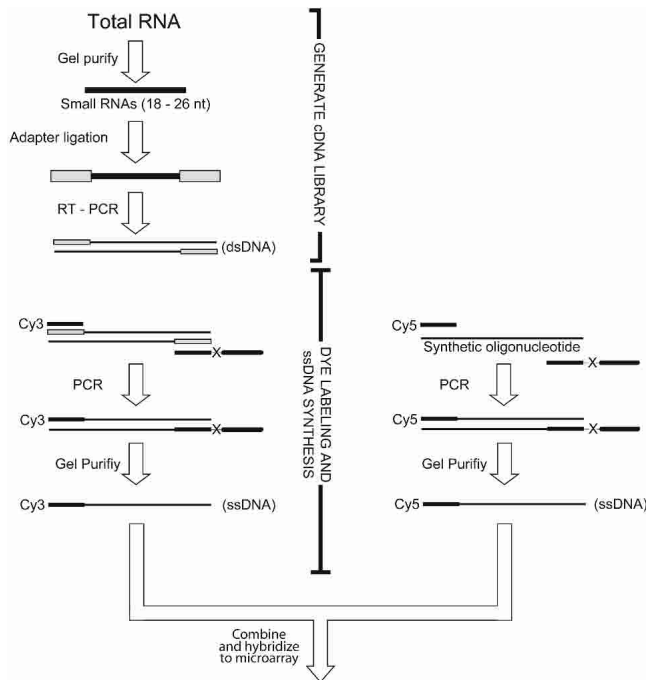 Total RNA
Gel purify
Small RNAs (18 - 26 nt)
Adapter ligation
RT - PCR
(dsDNA)
GENERATE cDNA LIBRARY
Cy3
X
PCR
Cy3
X
Gel Purifiy
Cy3
(ssDNA)
DYE LABELING AND
ssDNA SYNTHESIS
Cy5
Synthetic oligonucleotide
X
PCR
Cy5
X
Gel Purifiy
Cy5
(ssDNA)
Combine
and hybridize
to microarray